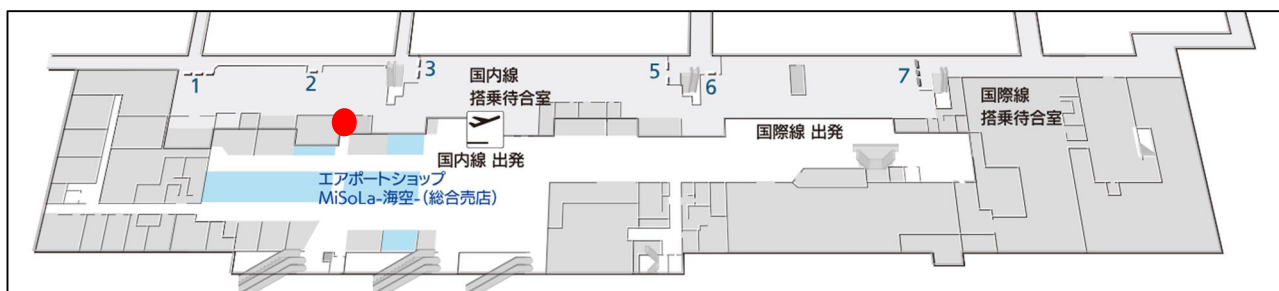 1
2
3
国内線
搭乗待合室
5
6
7
国際線
搭乗待合室
国際線 出発
国内線 出発
エアポートショップ
MiSoLa-海空-(総合売店)